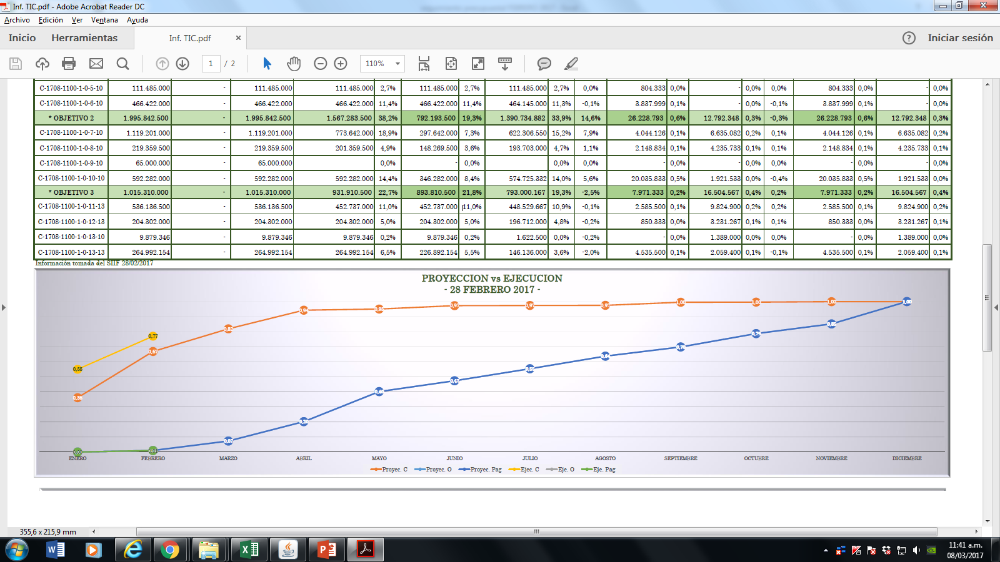 Inf. TIC.pdf - Adobe Acrobat Reader DC
Archivo Edición Ver Ventana Ayuda
Inicio Herramientas Inf. TIC.pdf × ? Iniciar sesión
1 / 2 110%
C-1708-1100-1-0-5-10 111.485.000 - 111.485.000 111.485.000 2,7% 111.485.000 2,7% 111.485.000 2,7% 0,0% 804.333 0,0% - 0,0% 0,0% 804.333 0,0% - 0,0%
C-1708-1100-1-0-6-10 466.422.000 - 466.422.000 466.422.000 11,4% 466.422.000 11,4% 464.145.000 11,3% -0,1% 3.837.999 0,1% - 0,0% -0,1% 3.837.999 0,1% - 0,0%
* OBJETIVO 2 1.995.842.500 - 1.995.842.500 1.567.283.500 38,2% 792.193.500 19,3% 1.390.734.882 33,9% 14,6% 26.228.793 0,6% 12.792.348 0,3% -0,3% 26.228.793 0,6% 12.792.348 0,3%
C-1708-1100-1-0-7-10 1.119.201.000 - 1.119.201.000 773.642.000 18,9% 297.642.000 7,3% 622.306.550 15,2% 7,9% 4.044.126 0,1% 6.635.082 0,2% 0,1% 4.044.126 0,1% 6.635.082 0,2%
C-1708-1100-1-0-8-10 219.359.500 - 219.359.500 201.359.500 4,9% 148.269.500 3,6% 193.703.000 4,7% 1,1% 2.148.834 0,1% 4.235.733 0,1% 0,1% 2.148.834 0,1% 4.235.733 0,1%
C-1708-1100-1-0-9-10 65.000.000 - 65.000.000 0,0% - 0,0% 0,0% 0,0% - 0,0% - 0,0% 0,0% - 0,0% - 0,0%
C-1708-1100-1-0-10-10 592.282.000 - 592.282.000 592.282.000 14,4% 346.282.000 8,4% 574.725.332 14,0% 5,6% 20.035.833 0,5% 1.921.533 0,0% -0,4% 20.035.833 0,5% 1.921.533 0,0%
* OBJETIVO 3 1.015.310.000 - 1.015.310.000 931.910.500 22,7% 893.810.500 21,8% 793.000.167 19,3% -2,5% 7.971.333 0,2% 16.504.567 0,4% 0,2% 7.971.333 0,2% 16.504.567 0,4%
C-1708-1100-1-0-11-13 536.136.500 - 536.136.500 452.737.000 11,0% 452.737.000 11,0% 448.529.667 10,9% -0,1% 2.585.500 0,1% 9.824.900 0,2% 0,2% 2.585.500 0,1% 9.824.900 0,2%
C-1708-1100-1-0-12-13 204.302.000 - 204.302.000 204.302.000 5,0% 204.302.000 5,0% 196.712.000 4,8% -0,2% 850.333 0,0% 3.231.267 0,1% 0,1% 850.333 0,0% 3.231.267 0,1%
C-1708-1100-1-0-13-10 9.879.346 - 9.879.346 9.879.346 0,2% 9.879.346 0,2% 1.622.500 0,0% -0,2% - 0,0% 1.389.000 0,0% 0,0% - 0,0% 1.389.000 0,0%
C-1708-1100-1-0-13-13 264.992.154 - 264.992.154 264.992.154 6,5% 226.892.154 5,5% 146.136.000 3,6% -2,0% 4.535.500 0,1% 2.059.400 0,1% -0,1% 4.535.500 0,1% 2.059.400 0,1%
Información tomada del SIIF 28/02/2017
PROYECCION vs EJECUCION
- 28 FEBRERO 2017 -
0,36 0,67 0,82 0,94 0,95 0,97 0,97 0,97 1,00 1,00 1,00 1,00
0,55 0,77
0,00 0,01 0,07 0,20 0,40 0,47 0,55 0,64 0,70 0,79 0,85
ENERO FEBRERO MARZO ABRIL MAYO JUNIO JULIO AGOSTO SEPTIEMBRE OCTUBRE NOVIEMBRE DICIEMBRE
Proyec. C Proyec. O Proyec. Pag Ejec. C Eje. O Eje. Pag
355,6 x 215,9 mm
11:41 a.m.
08/03/2017